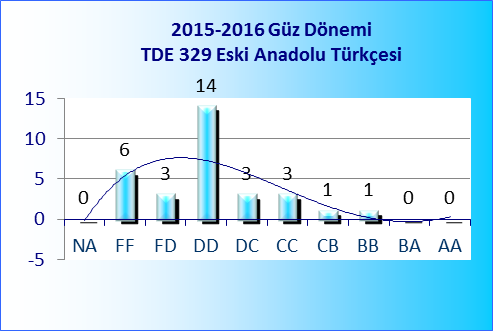 2015-2016 Güz Dönemi
TDE 329 Eski Anadolu Türkçesi
15
10
5
0
-5
0 6 3 14 3 3 1 1 0 0
NA FF FD DD DC CC CB BB BA AA